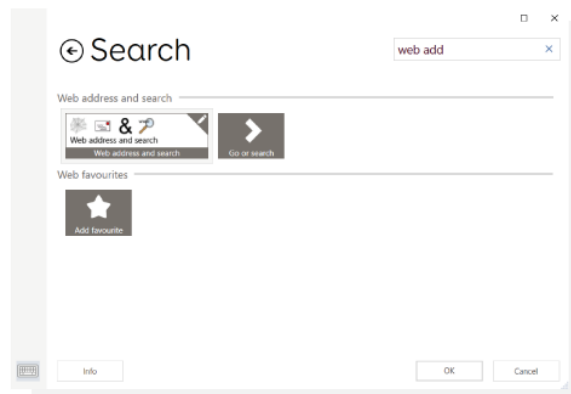 Search
web add
Web address and search
&
Web address and search
Web address and search
Go or search
Web favourites
Add favourite
Info
OK
Cancel